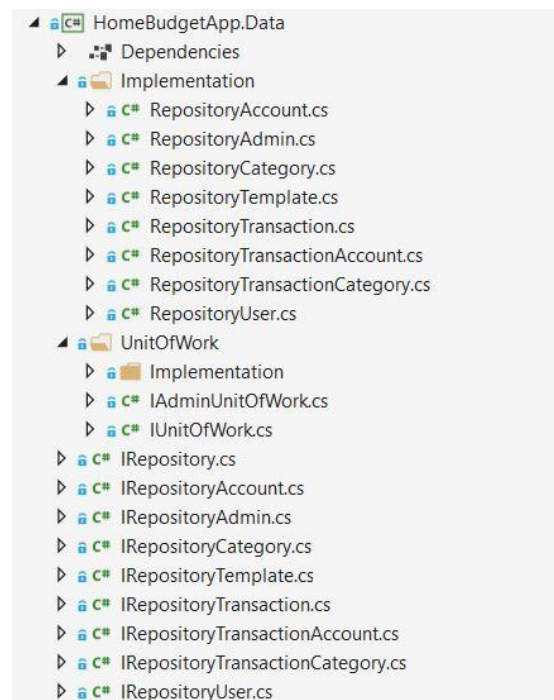 C# HomeBudgetApp.Data
Dependencies
Implementation
C# RepositoryAccount.cs
C# RepositoryAdmin.cs
C# RepositoryCategory.cs
C# RepositoryTemplate.cs
C# RepositoryTransaction.cs
C# RepositoryTransactionAccount.cs
C# RepositoryTransactionCategory.cs
C# RepositoryUser.cs
UnitOfWork
Implementation
C# IAdminUnitOfWork.cs
C# IUnitOfWork.cs
C# IRepository.cs
C# IRepositoryAccount.cs
C# IRepositoryAdmin.cs
C# IRepositoryCategory.cs
C# IRepositoryTemplate.cs
C# IRepositoryTransaction.cs
C# IRepositoryTransactionAccount.cs
C# IRepositoryTransactionCategory.cs
C# IRepositoryUser.cs